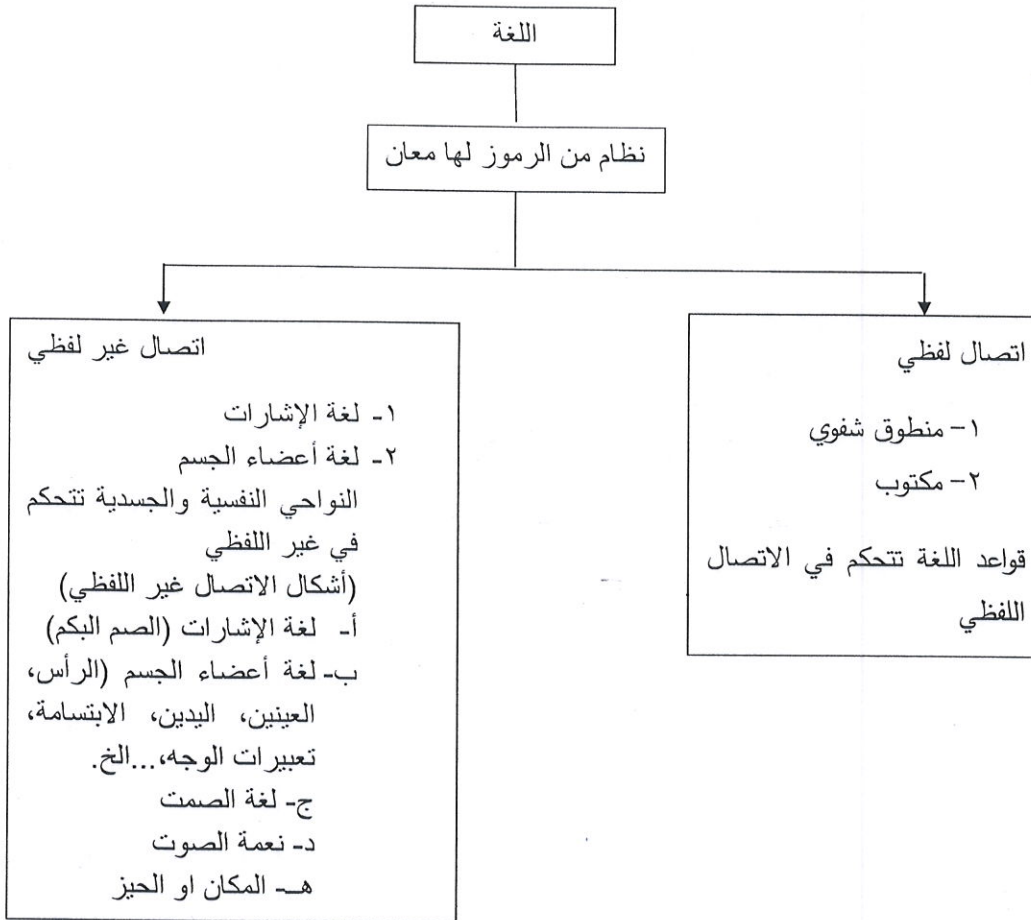 اللغة
نظام من الرموز لها معان
اتصال لفظي
١- منطوق شفوي
٢- مكتوب
قواعد اللغة تتحكم في الاتصال
اللفظي
اتصال غير لفظي
١- لغة الإشارات
٢- لغة أعضاء الجسم
النواحي النفسية والجسدية تتحكم
في غير اللفظي
(أشكال الاتصال غير اللفظي)
أ- لغة الإشارات (الصم البكم)
ب- لغة أعضاء الجسم (الرأس،
العينين، اليدين، الابتسامة،
تعبيرات الوجه،...الخ.
ج- لغة الصمت
د- نعمة الصوت
هـ- المكان او الحيز